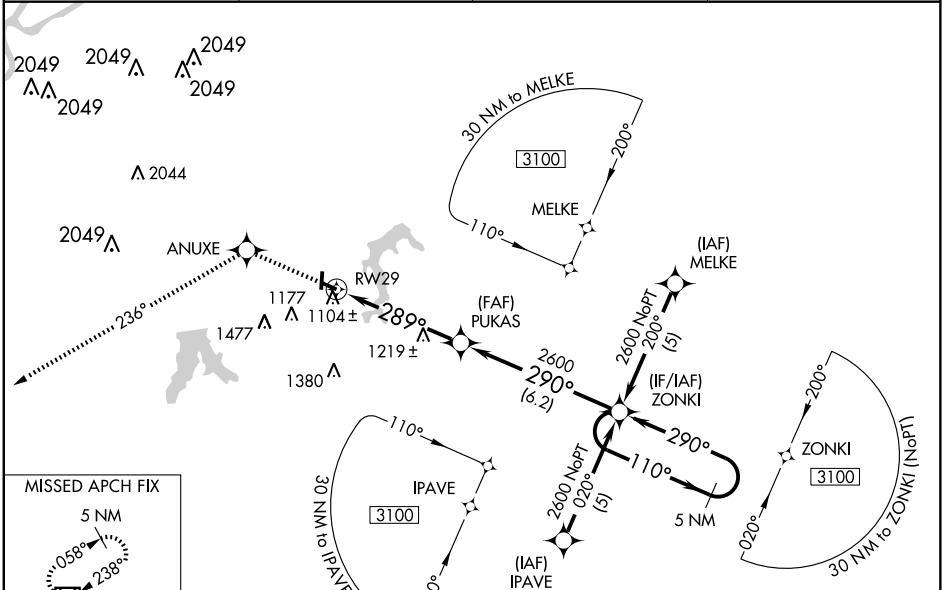 2049
2049
2049
2049
2049
2044
2049
30 NM to MELKE
3100
200°
MELKE
110°
ANUXE
RW29
(IAF)
MELKE
236°
1177
1104 ±
1477
289°
(FAF)
PUKAS
1219 ±
1380
2600 NoPT
200°
(5)
2600
290°
(6.2)
(IF/IAF)
ZONKI
290°
110°
5 NM
200°
ZONKI
3100
020°
30 NM to ZONKI (NoPT)
110°
IPAVE
3100
30 NM to IPAVE
2600 NoPT
020°
(5)
(IAF)
IPAVE
MISSED APCH FIX
5 NM
058°
238°